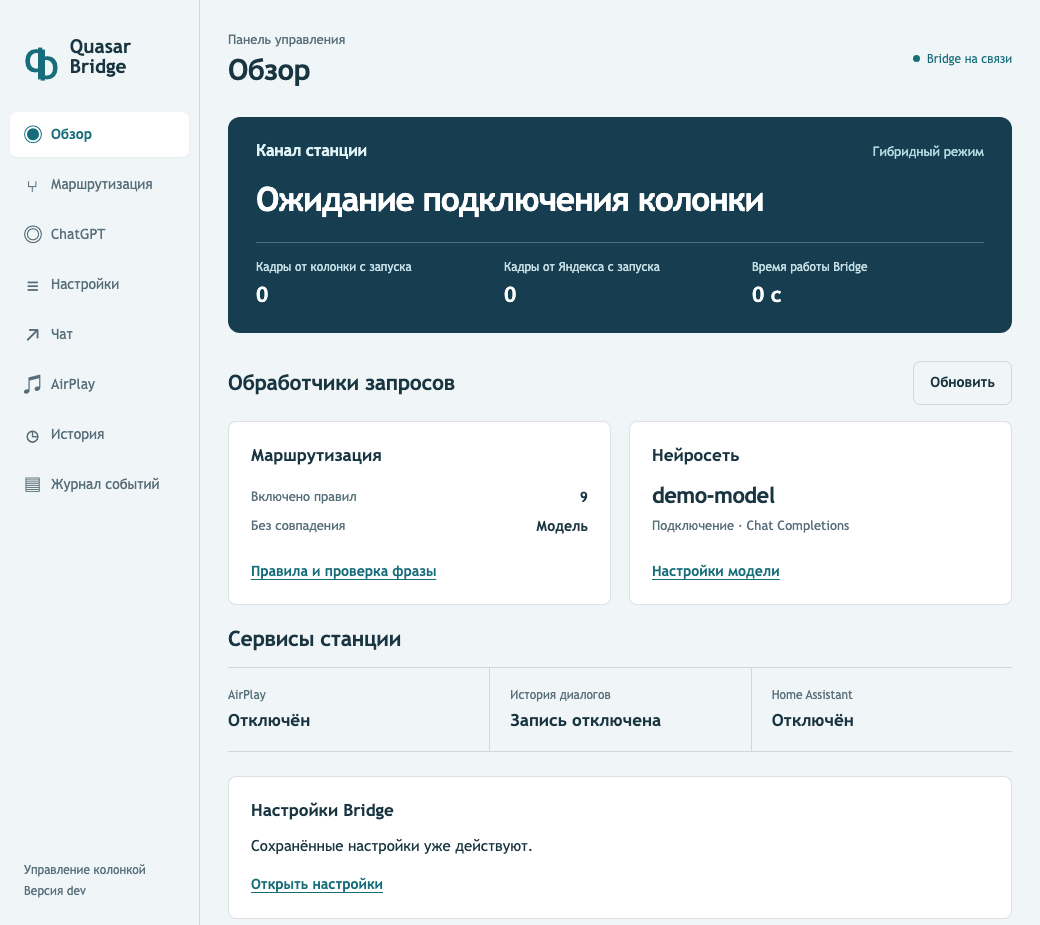 Quasar
Bridge
Обзор
Маршрутизация
ChatGPT
Настройки
Чат
AirPlay
История
Журнал событий
Управление колонкой
Версия dev
Панель управления
Обзор
Bridge на связи
Канал станции
Гибридный режим
Ожидание подключения колонки
Кадры от колонки с запуска
0
Кадры от Яндекса с запуска
0
Время работы Bridge
0 с
Обработчики запросов
Обновить
Маршрутизация
Включено правил 9
Без совпадения Модель
Правила и проверка фразы
Нейросеть
demo-model
Подключение · Chat Completions
Настройки модели
Сервисы станции
AirPlay
Отключён
История диалогов
Запись отключена
Home Assistant
Отключён
Настройки Bridge
Сохранённые настройки уже действуют.
Открыть настройки